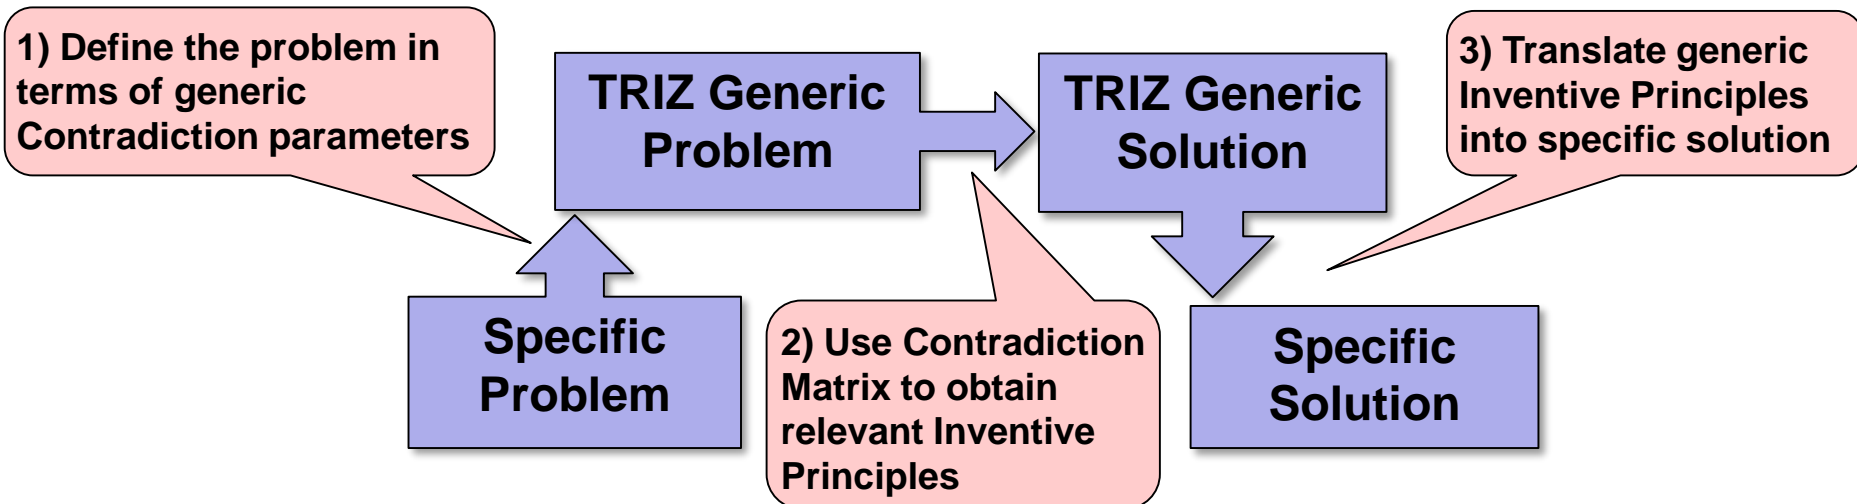 1) Define the problem in
terms of generic
Contradiction parameters
TRIZ Generic
Problem
TRIZ Generic
Solution
3) Translate generic
Inventive Principles
into specific solution
Specific
Problem
2) Use Contradiction
Matrix to obtain
relevant Inventive
Principles
Specific
Solution